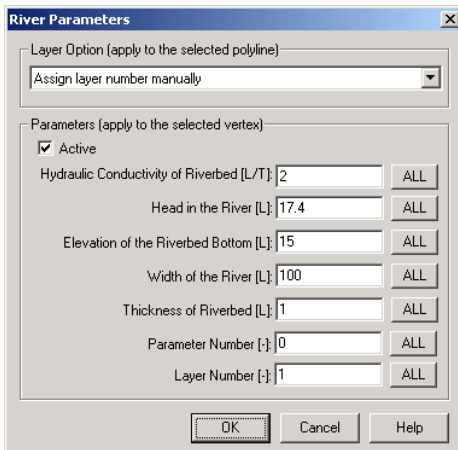 River Parameters
Layer Option (apply to the selected polyline)
Assign layer number manually
Parameters (apply to the selected vertex)
Active
Hydraulic Conductivity of Riverbed [L/T]: 2 ALL
Head in the River [L]: 17.4 ALL
Elevation of the Riverbed Bottom [L]: 15 ALL
Width of the River [L]: 100 ALL
Thickness of Riverbed [L]: 1 ALL
Parameter Number [-]: 0 ALL
Layer Number [-]: 1 ALL
OK Cancel Help